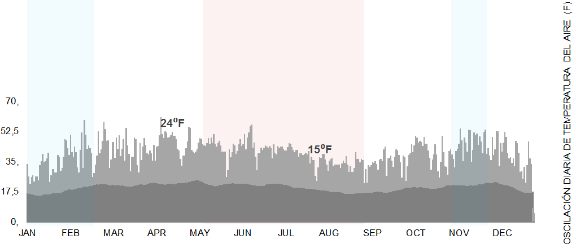 24ºF
15ºF
70,
52,5
35,
17,5
0,
JAN FEB MAR APR MAY JUN JUL AUG SEP OCT NOV DEC
OSCILACIÓN DIARIA DE TEMPERATURA DEL AIRE (F)